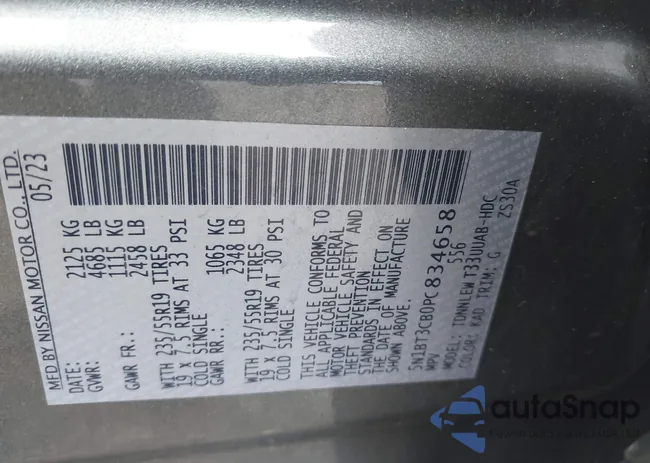 MFD BY NISSAN MOTOR CO., LTD.
DATE: 05/23
GVWR: 2125 KG
4685 LB
GAWR FR.: 1115 KG
2458 LB
WITH 235/55R19 TIRES
19 X 7.5 RIMS AT 33 PSI
COLD SINGLE
GAWR RR.: 1065 KG
2348 LB
WITH 235/55R19 TIRES
19 X 7.5 RIMS AT 30 PSI
COLD SINGLE
THIS VEHICLE CONFORMS TO
ALL APPLICABLE FEDERAL
MOTOR VEHICLE SAFETY AND
THEFT PREVENTION
STANDARDS IN EFFECT ON
THE DATE OF MANUFACTURE
SHOWN ABOVE.
5N1BT3CB0PC834658
MPV 556
MODEL: TDNNLEW T33UUAB-HDC
COLOR: KAD TRIM: G ZS30A
autoSnap